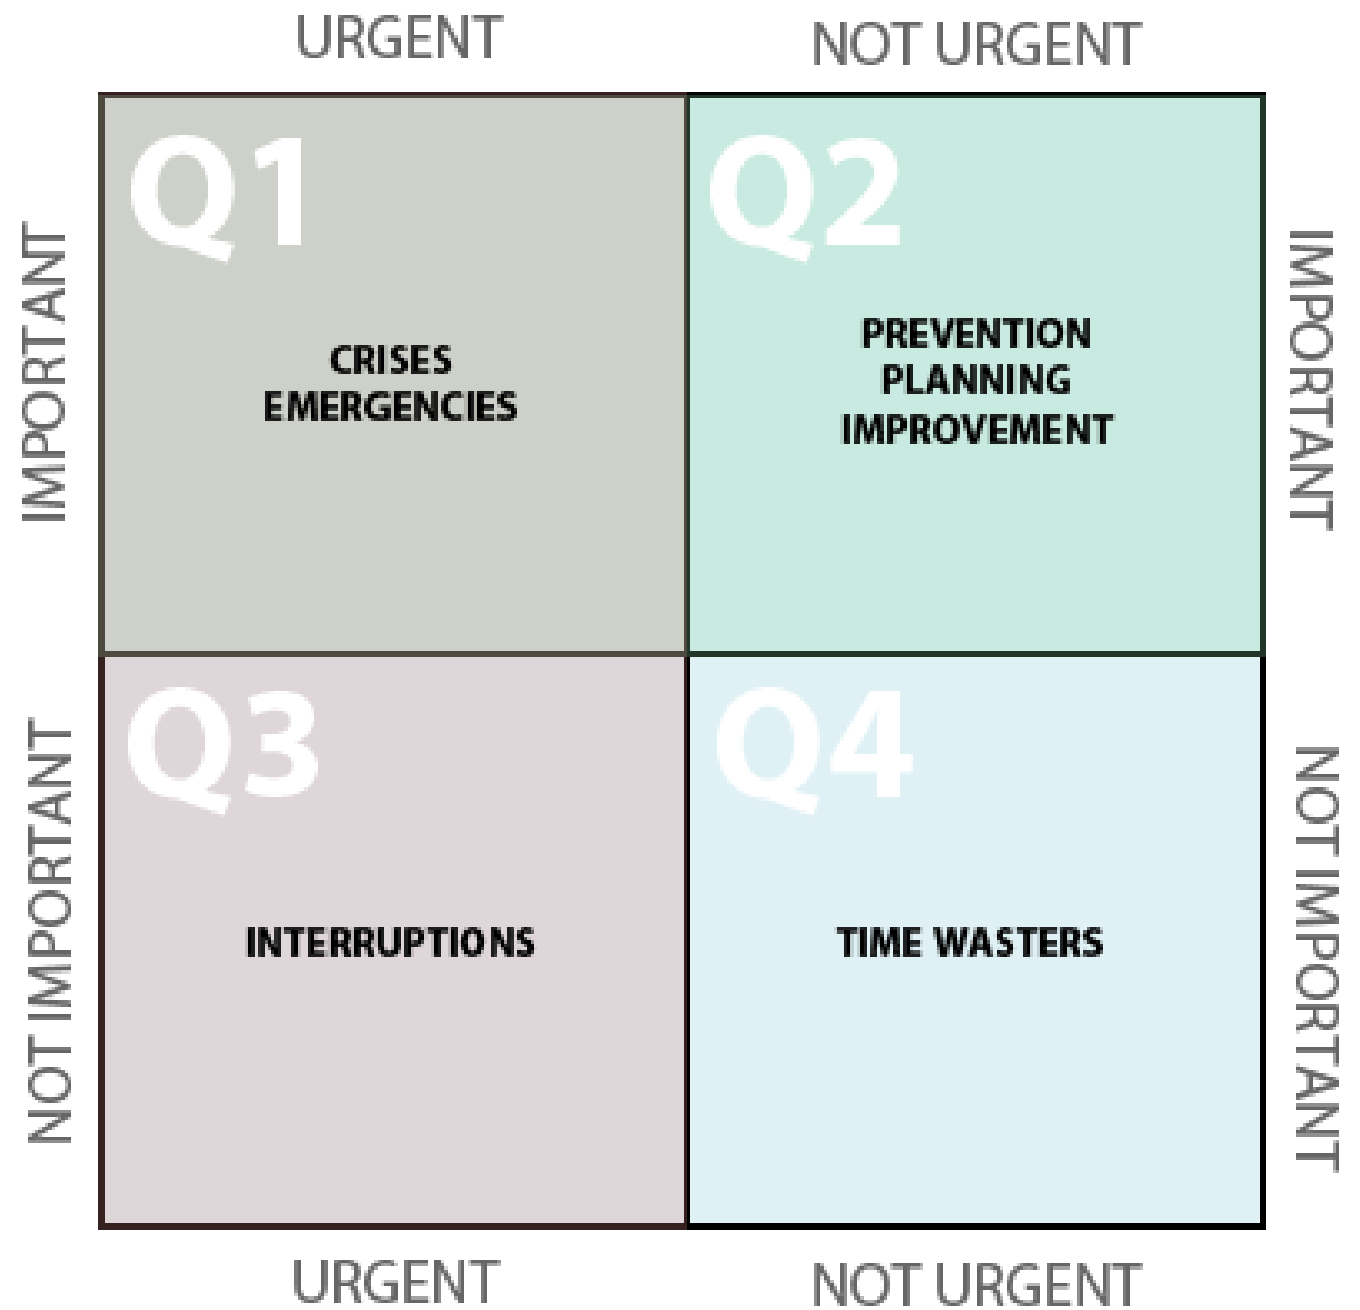 URGENT
NOT URGENT
IMPORTANT
Q1
CRISES
EMERGENCIES
Q2
PREVENTION
PLANNING
IMPROVEMENT
IMPORTANT
NOT IMPORTANT
Q3
INTERRUPTIONS
Q4
TIME WASTERS
NOT IMPORTANT
URGENT
NOT URGENT